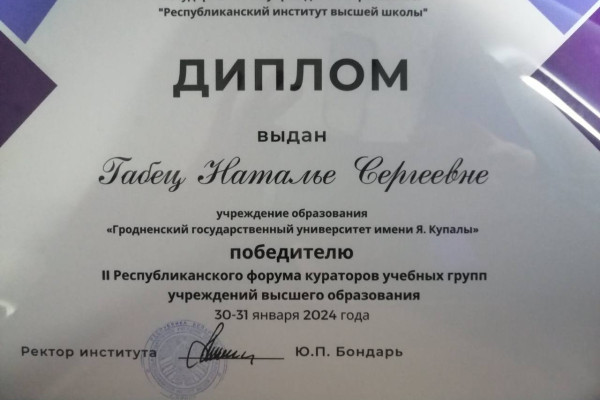 "Республиканский институт высшей школы"
ДИПЛОМ
выдан
Габец Наталье Сергеевне
учреждение образования
«Гродненский государственный университет имени Я. Купалы»
победителю
II Республиканского форума кураторов учебных групп
учреждений высшего образования
30-31 января 2024 года
Ректор института Ю.П. Бондарь